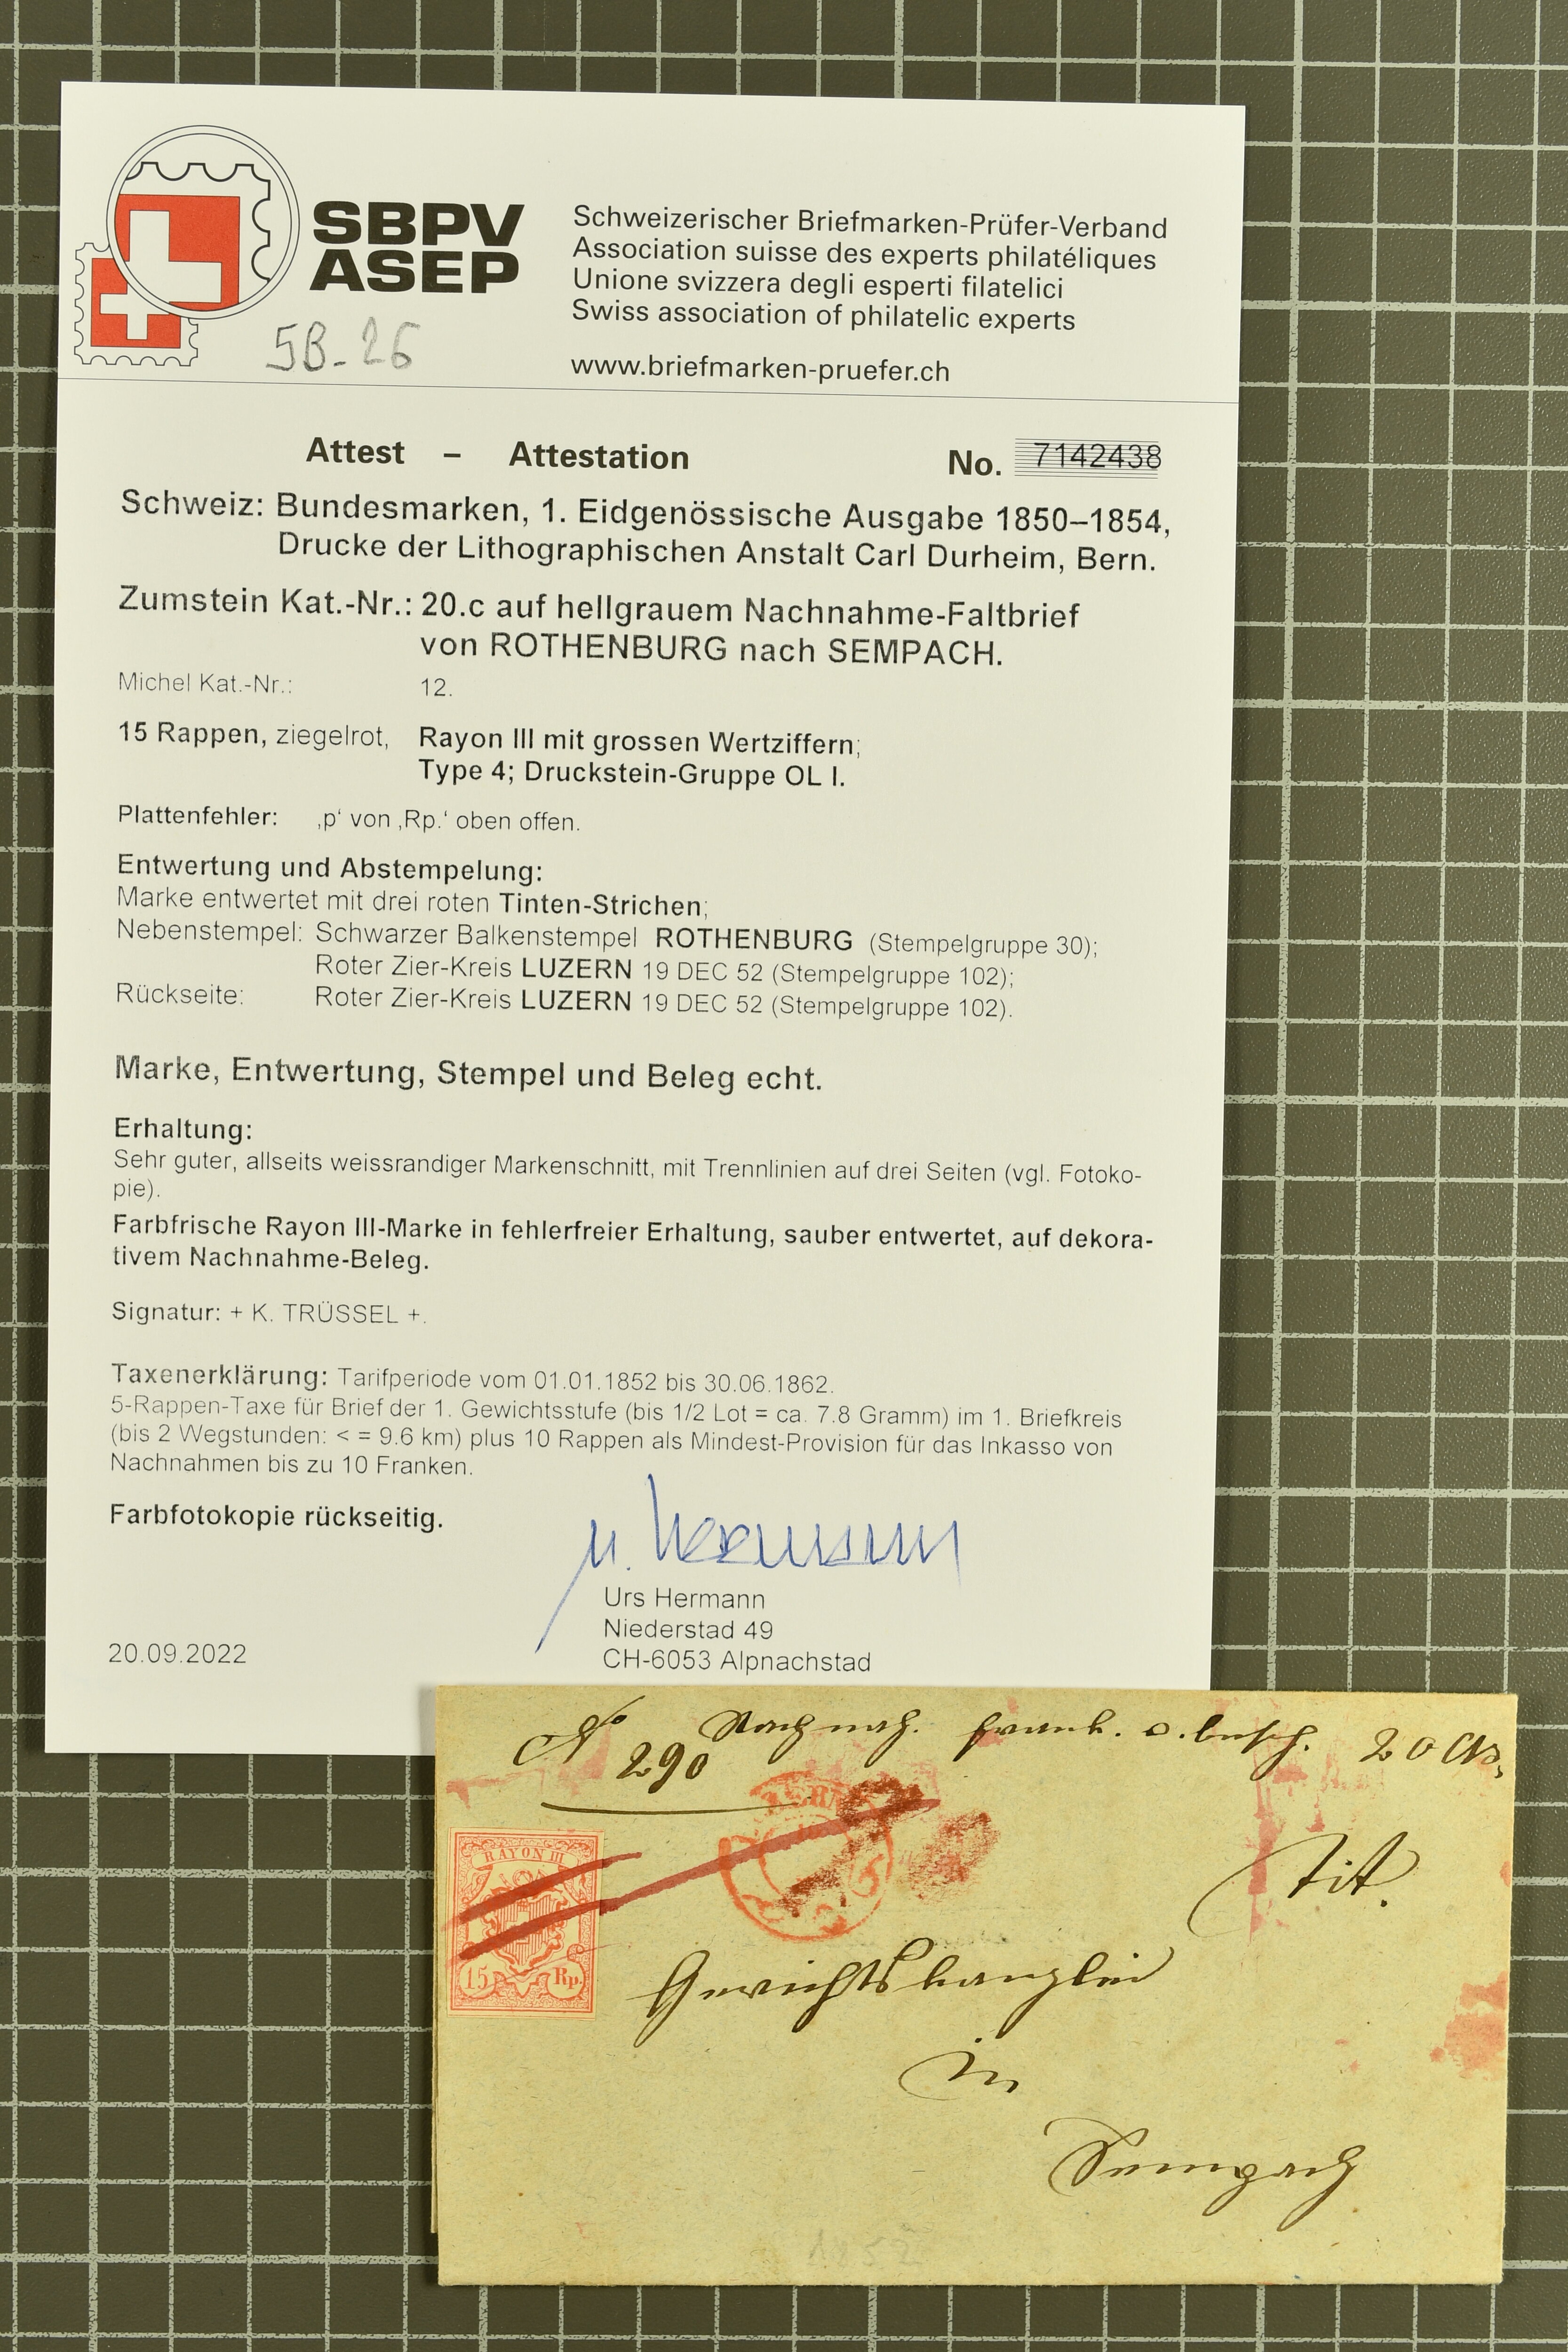 SBPV
ASEP
Schweizerischer Briefmarken-Prüfer-Verband
Association suisse des experts philatéliques
Unione svizzera degli esperti filatelici
Swiss association of philatelic experts
www.briefmarken-pruefer.ch
5B-26
Attest – Attestation No. 7142438
Schweiz: Bundesmarken, 1. Eidgenössische Ausgabe 1850–1854,
Drucke der Lithographischen Anstalt Carl Durheim, Bern.
Zumstein Kat.-Nr.: 20.c auf hellgrauem Nachnahme-Faltbrief
von ROTHENBURG nach SEMPACH.
Michel Kat.-Nr.: 12.
15 Rappen, ziegelrot, Rayon III mit grossen Wertziffern;
Type 4; Druckstein-Gruppe OL I.
Plattenfehler: ‚p‘ von ‚Rp.‘ oben offen.
Entwertung und Abstempelung:
Marke entwertet mit drei roten Tinten-Strichen;
Nebenstempel: Schwarzer Balkenstempel ROTHENBURG (Stempelgruppe 30);
Roter Zier-Kreis LUZERN 19 DEC 52 (Stempelgruppe 102);
Rückseite: Roter Zier-Kreis LUZERN 19 DEC 52 (Stempelgruppe 102).
Marke, Entwertung, Stempel und Beleg echt.
Erhaltung:
Sehr guter, allseits weissrandiger Markenschnitt, mit Trennlinien auf drei Seiten (vgl. Fotoko-
pie).
Farbfrische Rayon III-Marke in fehlerfreier Erhaltung, sauber entwertet, auf dekora-
tivem Nachnahme-Beleg.
Signatur: + K. TRÜSSEL +.
Taxenerklärung: Tarifperiode vom 01.01.1852 bis 30.06.1862.
5-Rappen-Taxe für Brief der 1. Gewichtsstufe (bis 1/2 Lot = ca. 7.8 Gramm) im 1. Briefkreis
(bis 2 Wegstunden: < = 9.6 km) plus 10 Rappen als Mindest-Provision für das Inkasso von
Nachnahmen bis zu 10 Franken.
Farbfotokopie rückseitig.
U. Hermann
Urs Hermann
Niederstad 49
CH-6053 Alpnachstad
20.09.2022
No 290 Nachnah. frank. 20
RAYON III
15 Rp.
Tit.
Gerichtskanzlei
in
Sempach
1852